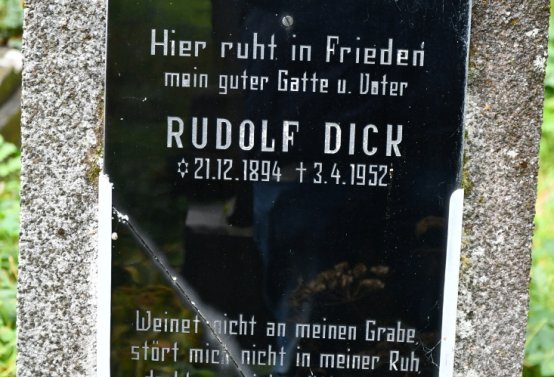 Hier ruht in Frieden
mein guter Gatte u. Vater
RUDOLF DICK
✡ 21.12.1894 † 3.4.1952
Weinet nicht an meinen Grabe,
stört mich nicht in meiner Ruh,